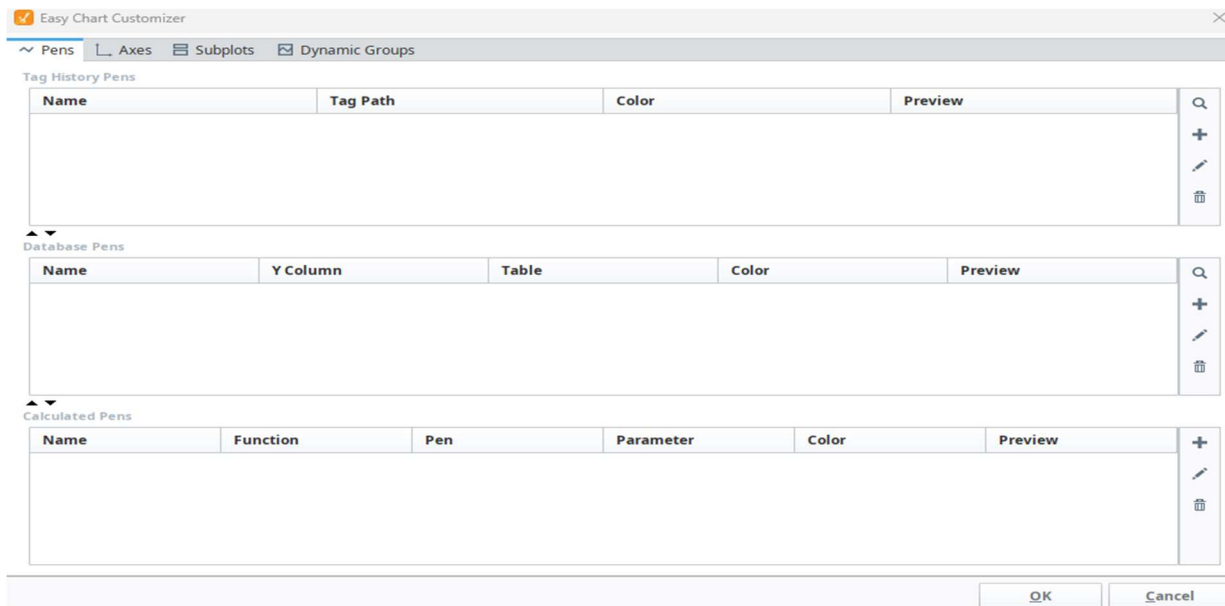 Easy Chart Customizer
Pens Axes Subplots Dynamic Groups
Tag History Pens
Name Tag Path Color Preview
Database Pens
Name Y Column Table Color Preview
Calculated Pens
Name Function Pen Parameter Color Preview
OK Cancel